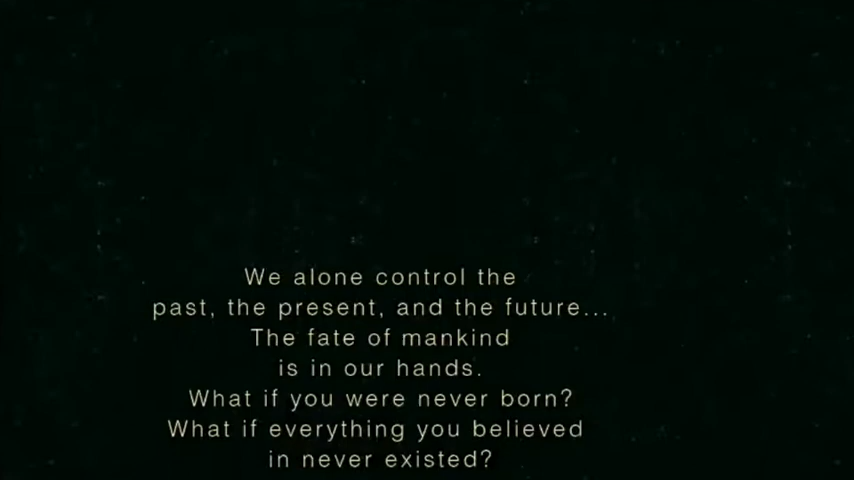 We alone control the
past, the present, and the future...
The fate of mankind
is in our hands.
What if you were never born?
What if everything you believed
in never existed?